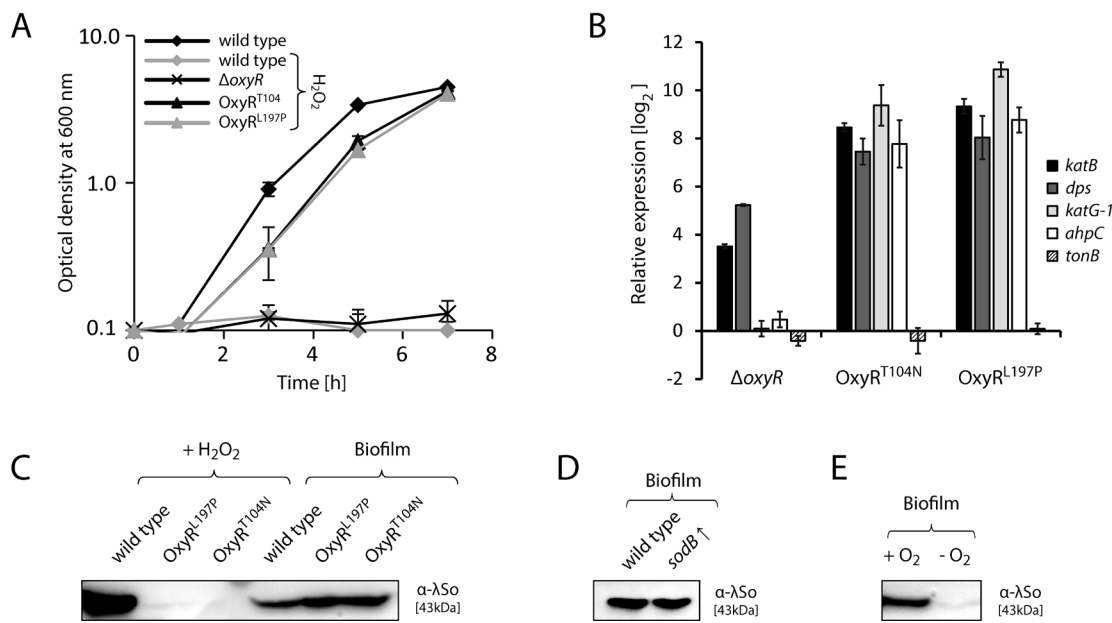 A
wild type
wild type
ΔoxyR
OxyR^T104
OxyR^L197P
H₂O₂
Optical density at 600 nm
10.0
1.0
0.1
0 2 4 6 8
Time [h]
B
Relative expression [log₂]
12
10
8
6
4
2
0
-2
katB
dps
katG-1
ahpC
tonB
ΔoxyR OxyR^T104N OxyR^L197P
C
+ H₂O₂ Biofilm
wild type OxyR^L197P OxyR^T104N wild type OxyR^L197P OxyR^T104N
α-λSo
[43kDa]
D
Biofilm
wild type sodB ↑
α-λSo
[43kDa]
E
Biofilm
+ O₂ - O₂
α-λSo
[43kDa]